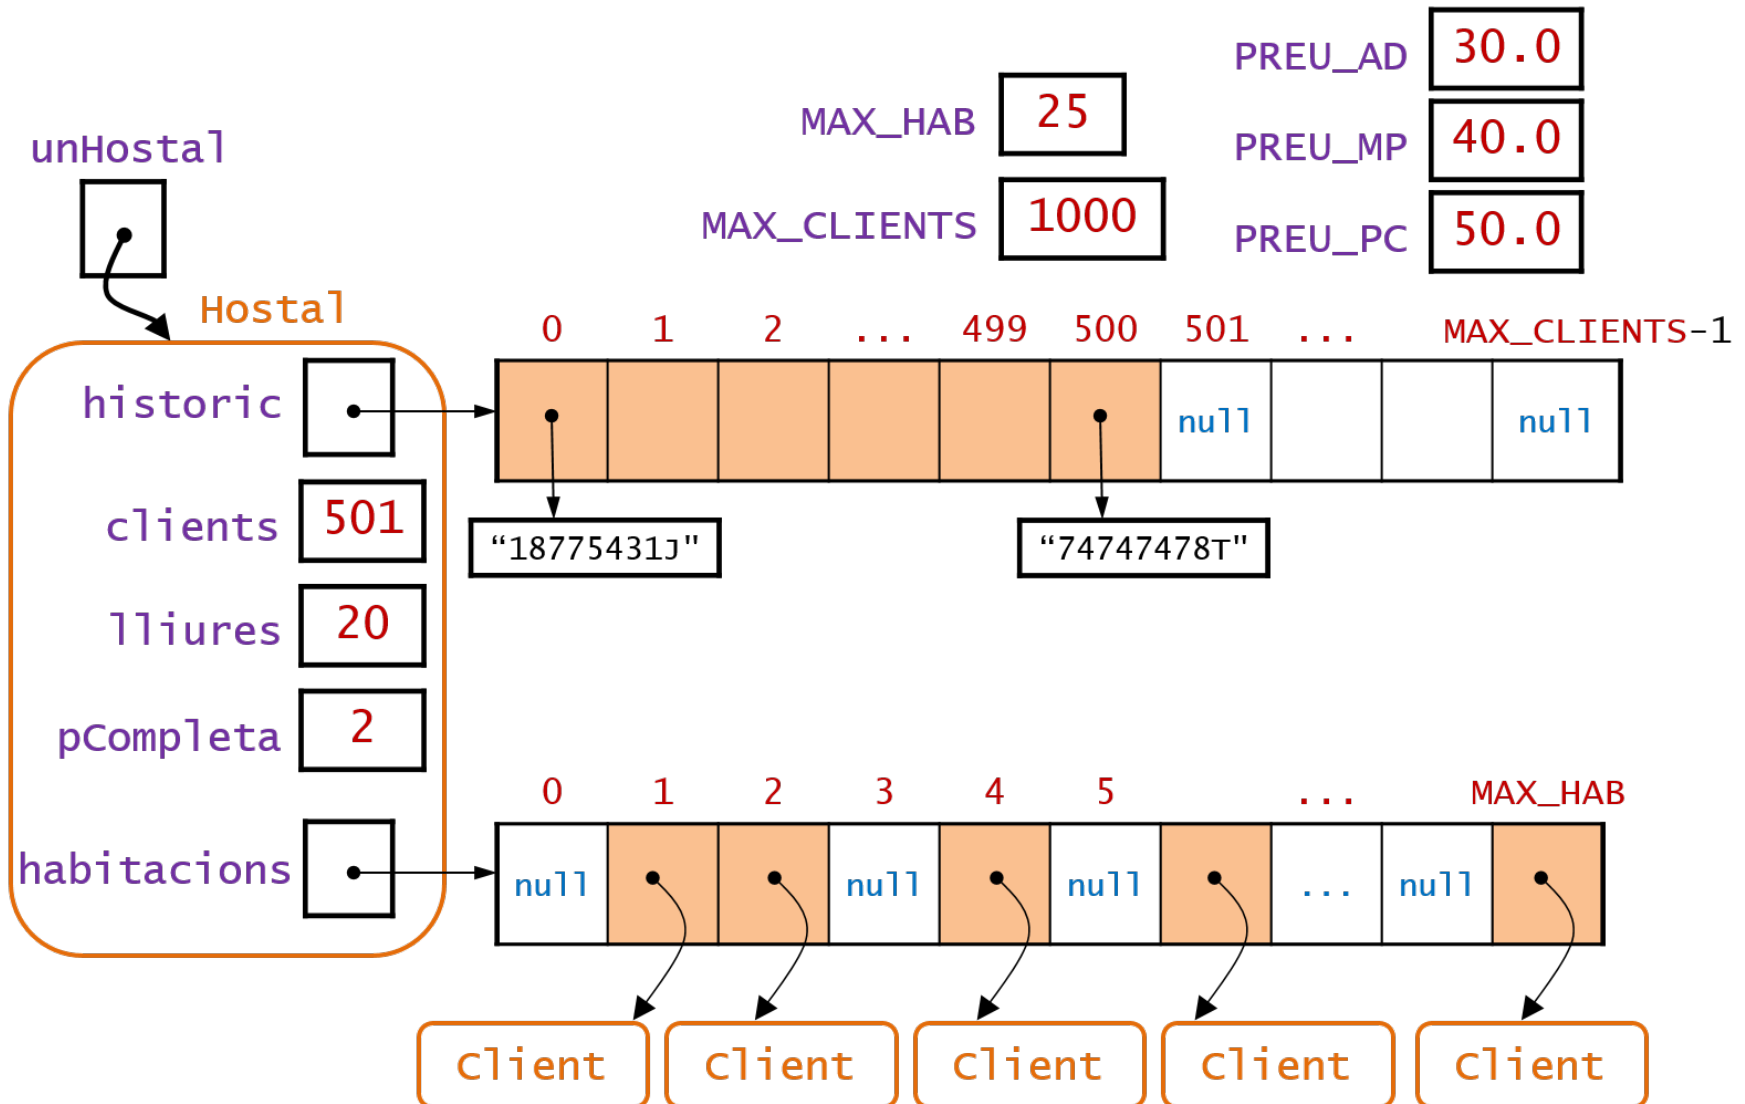 PREU_AD 30.0
MAX_HAB 25
PREU_MP 40.0
unHostal
MAX_CLIENTS 1000
PREU_PC 50.0
Hostal
0 1 2 ... 499 500 501 ... MAX_CLIENTS-1
historic
null null
clients 501
“18775431J" “74747478T"
lliures 20
pCompleta 2
0 1 2 3 4 5 ... MAX_HAB
habitacions
null null null ... null
Client Client Client Client Client